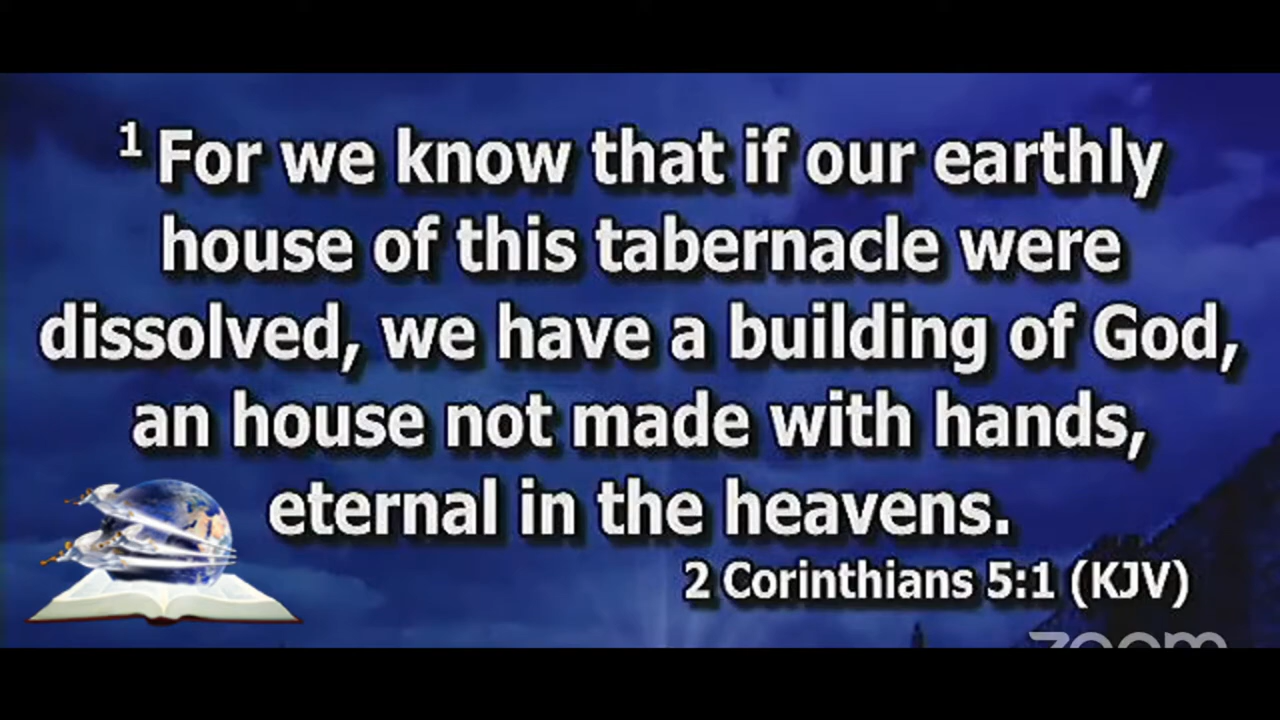 1 For we know that if our earthly
house of this tabernacle were
dissolved, we have a building of God,
an house not made with hands,
eternal in the heavens.
2 Corinthians 5:1 (KJV)
zoom